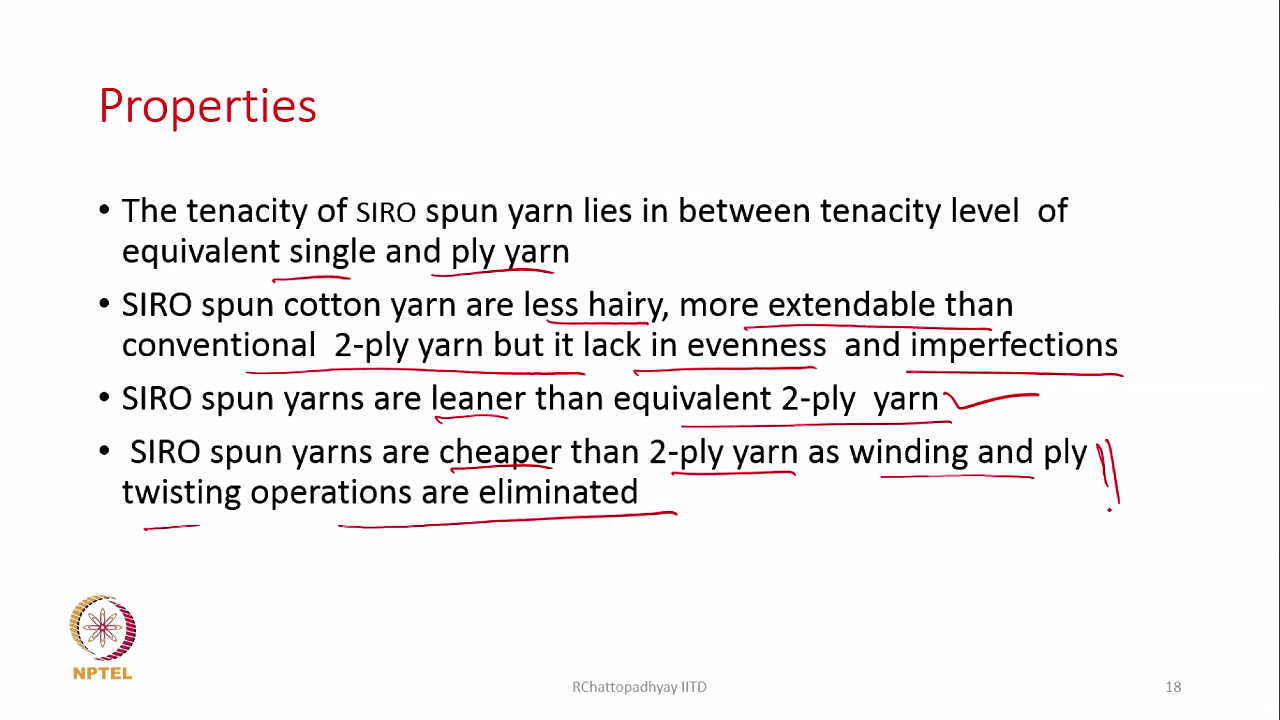 Properties
• The tenacity of SIRO spun yarn lies in between tenacity level of
equivalent single and ply yarn
• SIRO spun cotton yarn are less hairy, more extendable than
conventional 2-ply yarn but it lack in evenness and imperfections
• SIRO spun yarns are leaner than equivalent 2-ply yarn
• SIRO spun yarns are cheaper than 2-ply yarn as winding and ply
twisting operations are eliminated
NPTEL
RChattopadhyay IITD
18